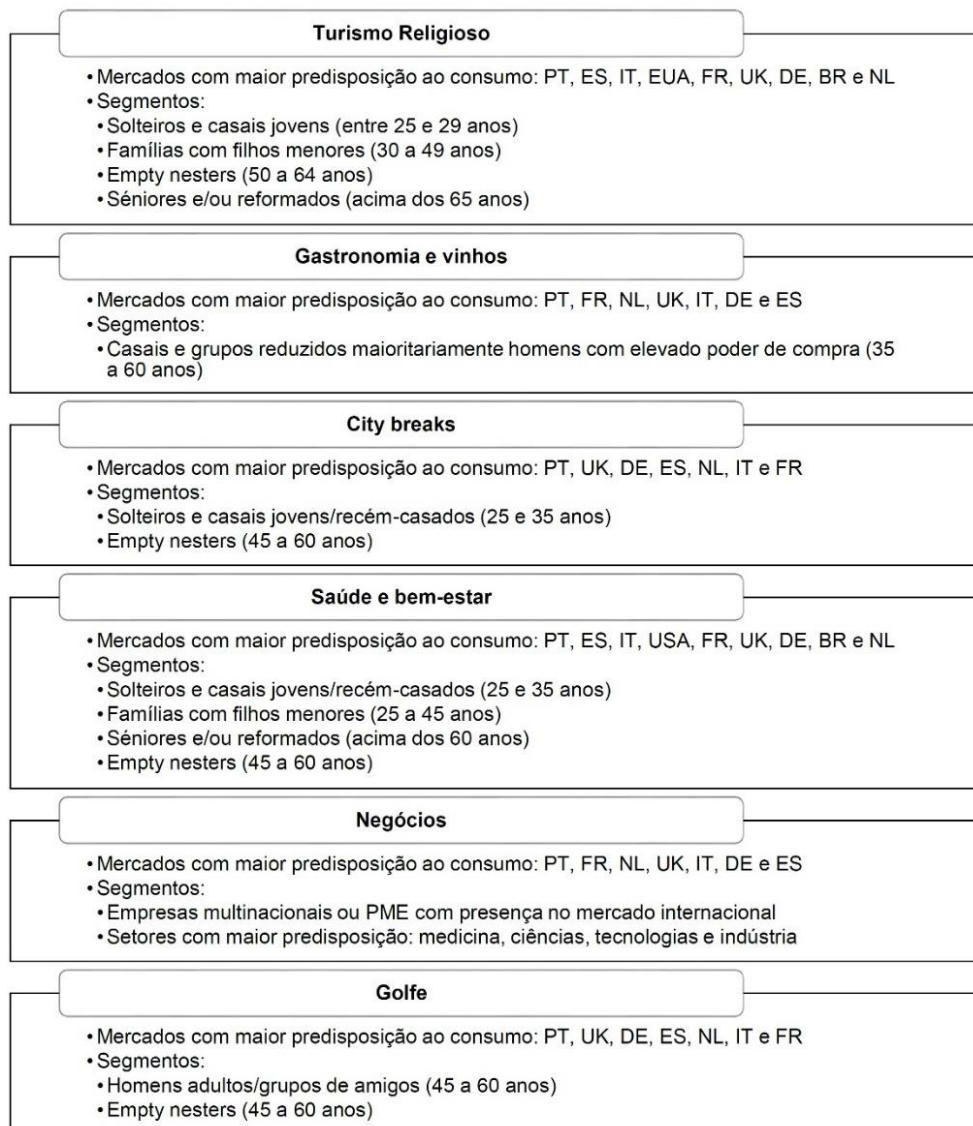 Turismo Religioso
• Mercados com maior predisposição ao consumo: PT, ES, IT, EUA, FR, UK, DE, BR e NL
• Segmentos:
• Solteiros e casais jovens (entre 25 e 29 anos)
• Famílias com filhos menores (30 a 49 anos)
• Empty nesters (50 a 64 anos)
• Séniores e/ou reformados (acima dos 65 anos)
Gastronomia e vinhos
• Mercados com maior predisposição ao consumo: PT, FR, NL, UK, IT, DE e ES
• Segmentos:
• Casais e grupos reduzidos maioritariamente homens com elevado poder de compra (35
a 60 anos)
City breaks
• Mercados com maior predisposição ao consumo: PT, UK, DE, ES, NL, IT e FR
• Segmentos:
• Solteiros e casais jovens/recém-casados (25 e 35 anos)
• Empty nesters (45 a 60 anos)
Saúde e bem-estar
• Mercados com maior predisposição ao consumo: PT, ES, IT, USA, FR, UK, DE, BR e NL
• Segmentos:
• Solteiros e casais jovens/recém-casados (25 e 35 anos)
• Famílias com filhos menores (25 a 45 anos)
• Séniores e/ou reformados (acima dos 60 anos)
• Empty nesters (45 a 60 anos)
Negócios
• Mercados com maior predisposição ao consumo: PT, FR, NL, UK, IT, DE e ES
• Segmentos:
• Empresas multinacionais ou PME com presença no mercado internacional
• Setores com maior predisposição: medicina, ciências, tecnologias e indústria
Golfe
• Mercados com maior predisposição ao consumo: PT, UK, DE, ES, NL, IT e FR
• Segmentos:
• Homens adultos/grupos de amigos (45 a 60 anos)
• Empty nesters (45 a 60 anos)